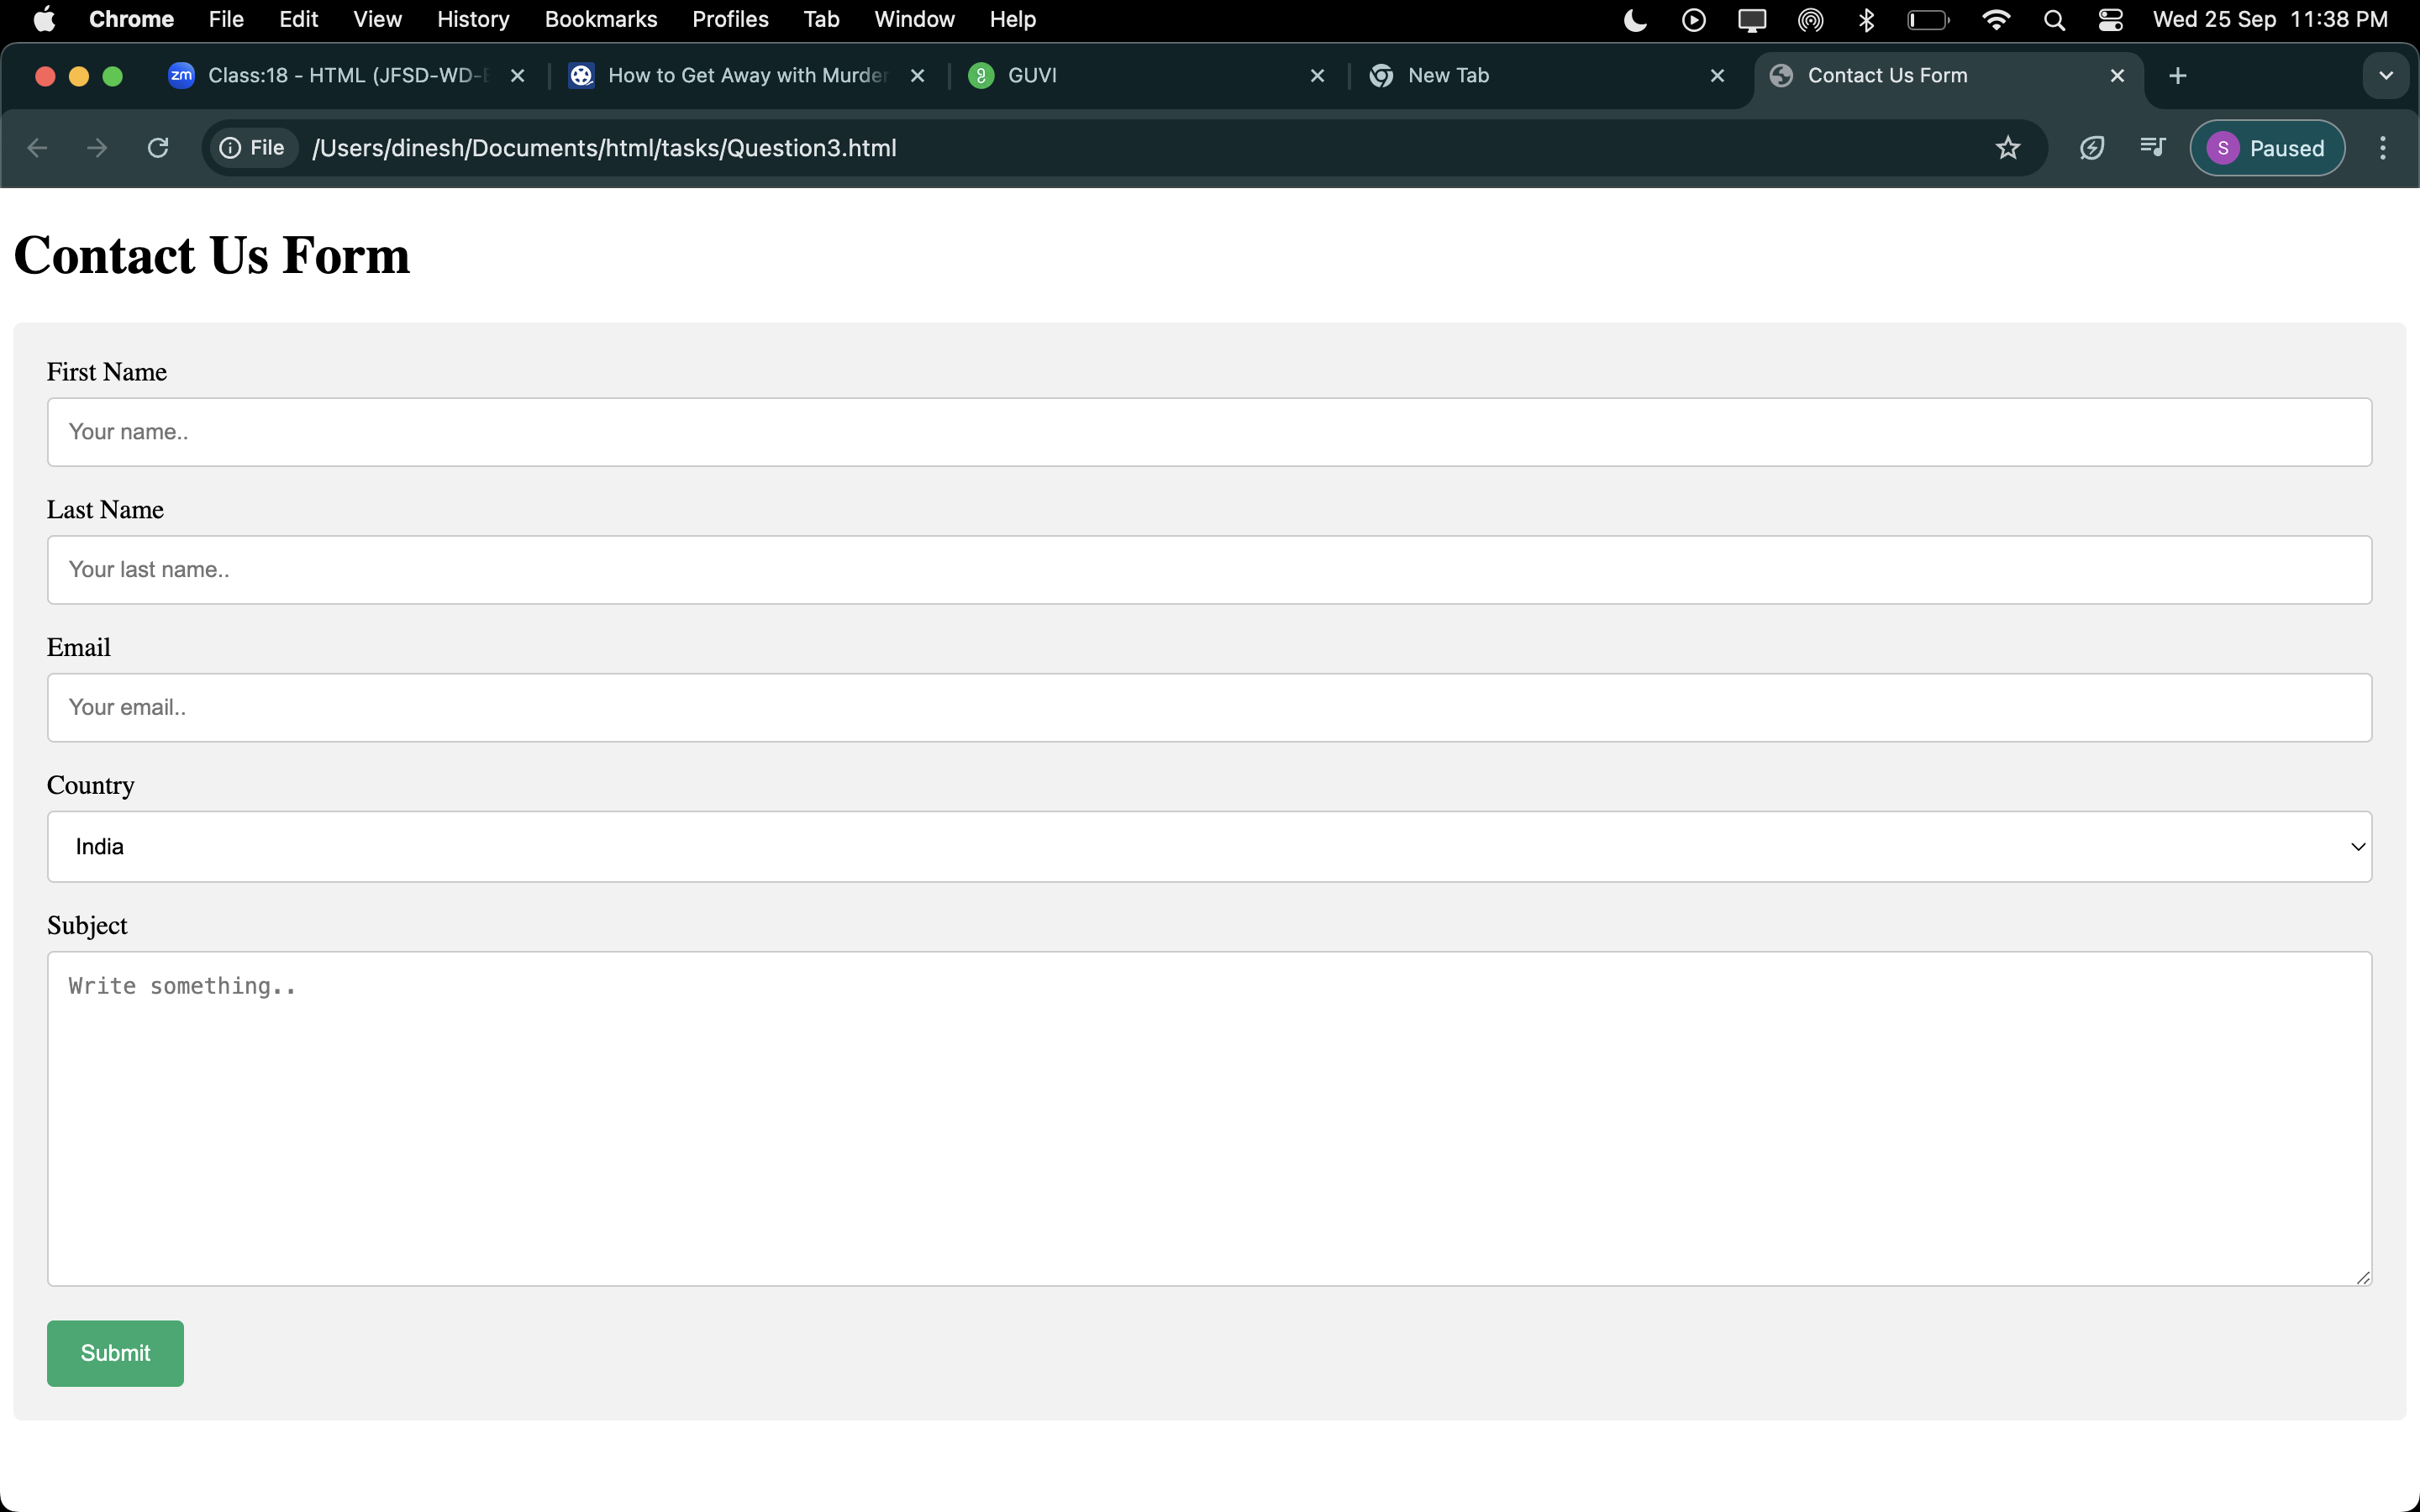 Chrome File Edit View History Bookmarks Profiles Tab Window Help Wed 25 Sep 11:38 PM
zm Class:18 - HTML (JFSD-WD- How to Get Away with Murder GUVI New Tab Contact Us Form
File /Users/dinesh/Documents/html/tasks/Question3.html S Paused
Contact Us Form
First Name
Your name..
Last Name
Your last name..
Email
Your email..
Country
India
Subject
Write something..
Submit